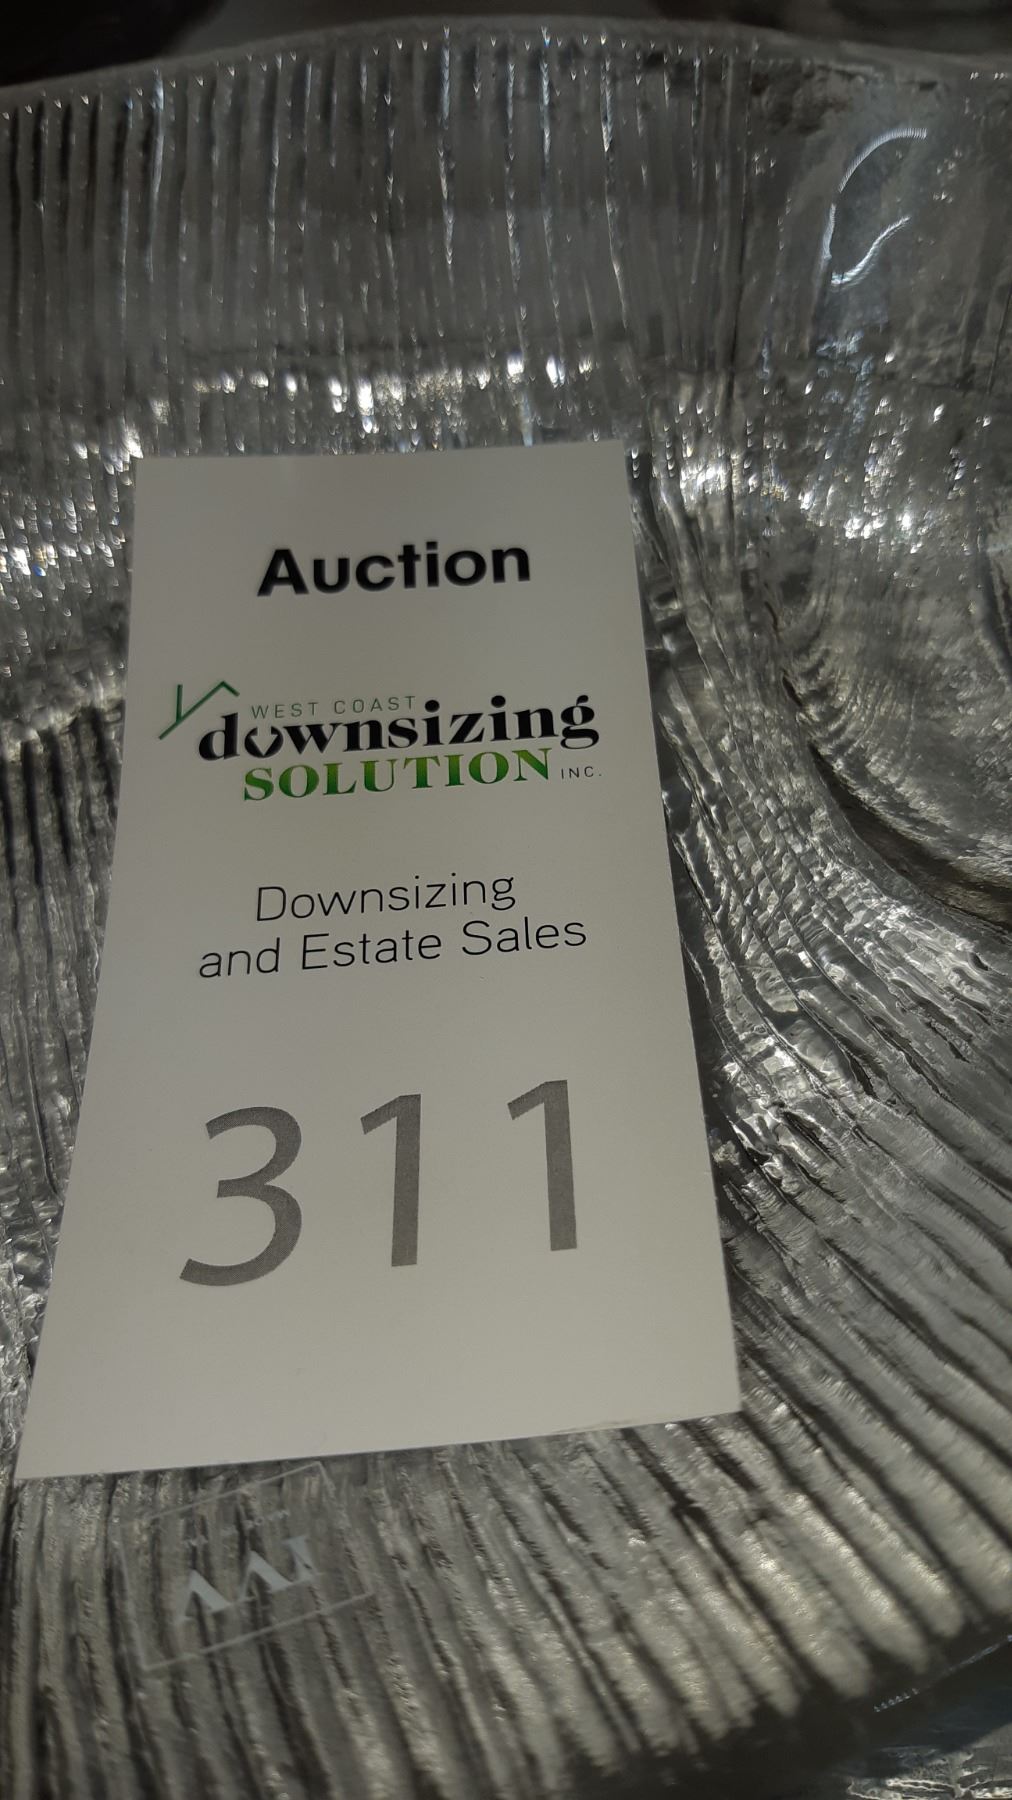 Auction
WEST COAST
downsizing
SOLUTION INC.
Downsizing
and Estate Sales
311